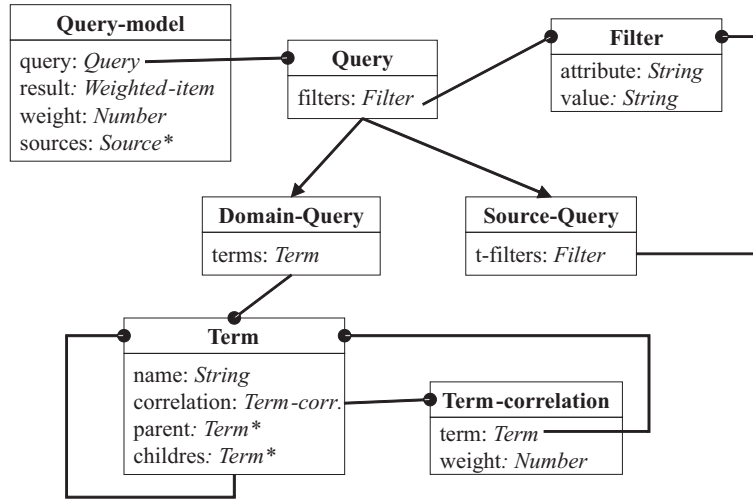 Query-model
query: Query
result: Weighted-item
weight: Number
sources: Source*
Query
filters: Filter
Filter
attribute: String
value: String
Domain-Query
terms: Term
Source-Query
t-filters: Filter
Term
name: String
correlation: Term-corr.
parent: Term*
childres: Term*
Term-correlation
term: Term
weight: Number